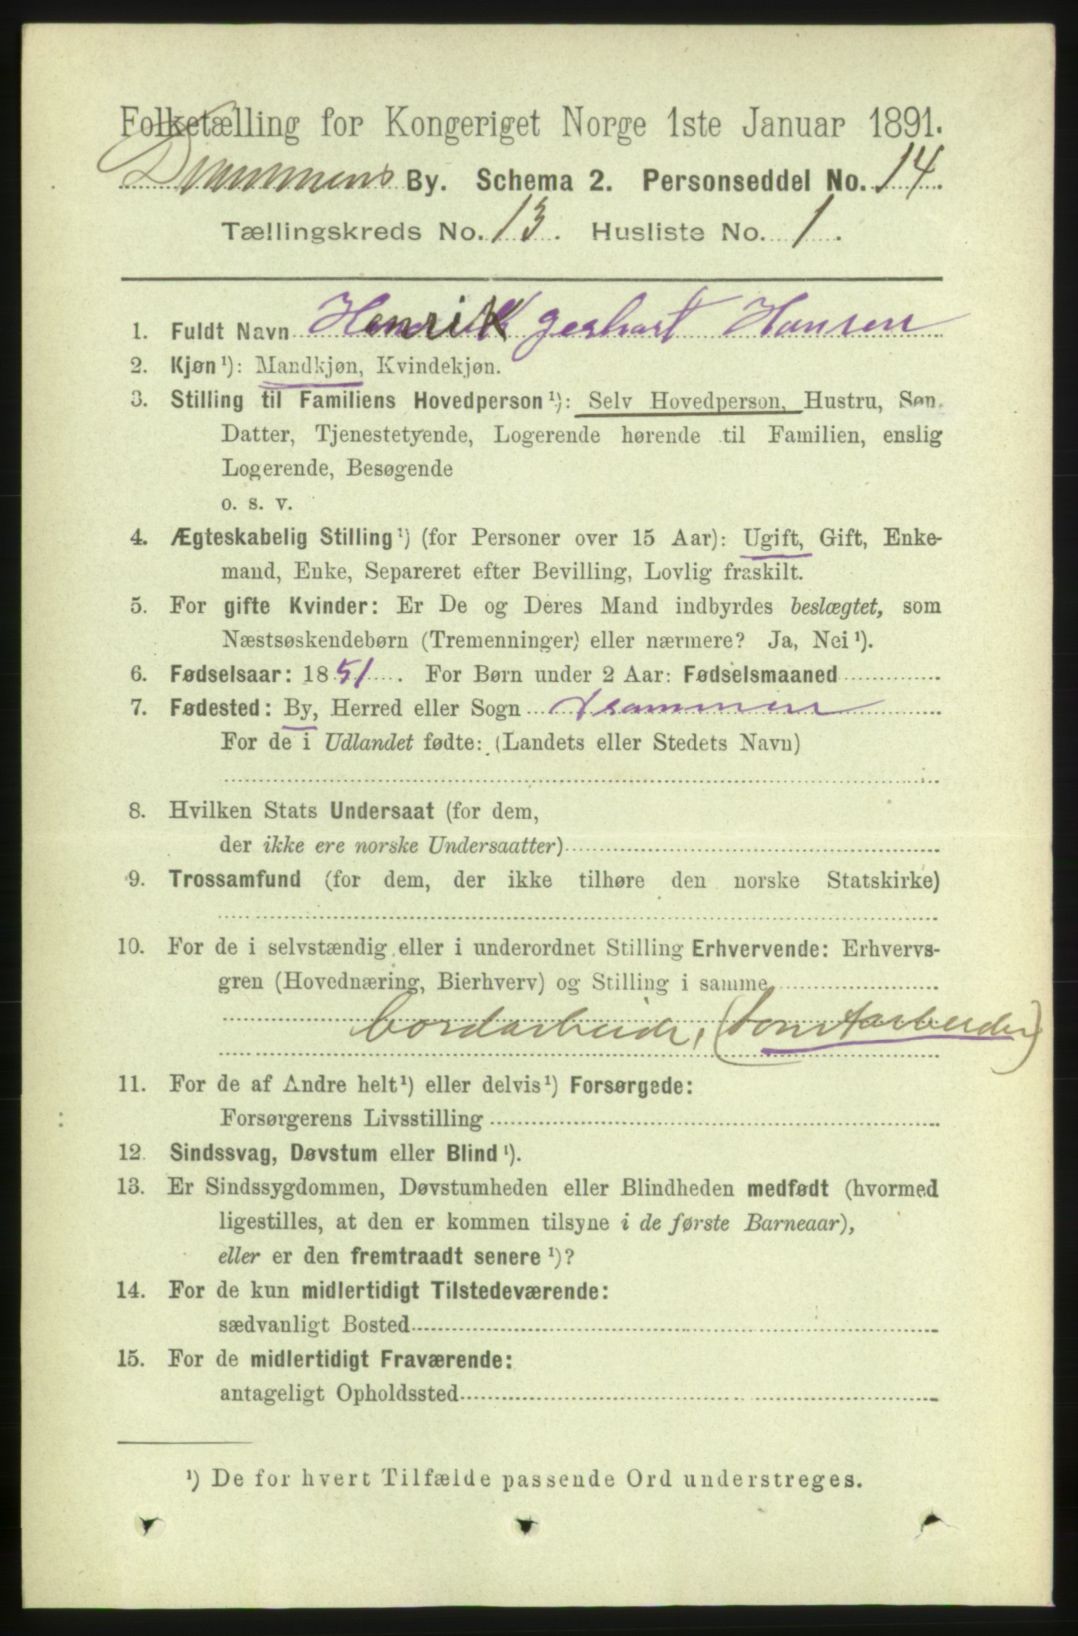 Folketælling for Kongeriget Norge 1ste Januar 1891.
Drammens By. Schema 2. Personseddel No. 14.
Tællingskreds No. 13. Husliste No. 1.
1. Fuldt Navn Henrik Gerhart Hansen
2. Kjøn¹): Mandkjøn, Kvindekjøn.
3. Stilling til Familiens Hovedperson¹): Selv Hovedperson, Hustru, Søn,
Datter, Tjenestetyende, Logerende hørende til Familien, enslig
Logerende, Besøgende
o. s. v.
4. Ægteskabelig Stilling¹) (for Personer over 15 Aar): Ugift, Gift, Enke-
mand, Enke, Separeret efter Bevilling, Lovlig fraskilt.
5. For gifte Kvinder: Er De og Deres Mand indbyrdes beslægtet, som
Næstsøskendebørn (Tremenninger) eller nærmere? Ja, Nei¹).
6. Fødselsaar: 1851. For Børn under 2 Aar: Fødselsmaaned
7. Fødested: By, Herred eller Sogn Drammen
For de i Udlandet fødte: (Landets eller Stedets Navn)
8. Hvilken Stats Undersaat (for dem,
der ikke ere norske Undersaatter)
9. Trossamfund (for dem, der ikke tilhøre den norske Statskirke)
10. For de i selvstændig eller i underordnet Stilling Erhvervende: Erhvervs-
gren (Hovednæring, Bierhverv) og Stilling i samme
bordarbeider, (tomtarbeider)
11. For de af Andre helt¹) eller delvis¹) Forsørgede:
Forsørgerens Livsstilling
12. Sindssvag, Døvstum eller Blind¹).
13. Er Sindssygdommen, Døvstumheden eller Blindheden medfødt (hvormed
ligestilles, at den er kommen tilsyne i de første Barneaar),
eller er den fremtraadt senere¹)?
14. For de kun midlertidigt Tilstedeværende:
sædvanligt Bosted
15. For de midlertidigt Fraværende:
antageligt Opholdssted
¹) De for hvert Tilfælde passende Ord understreges.